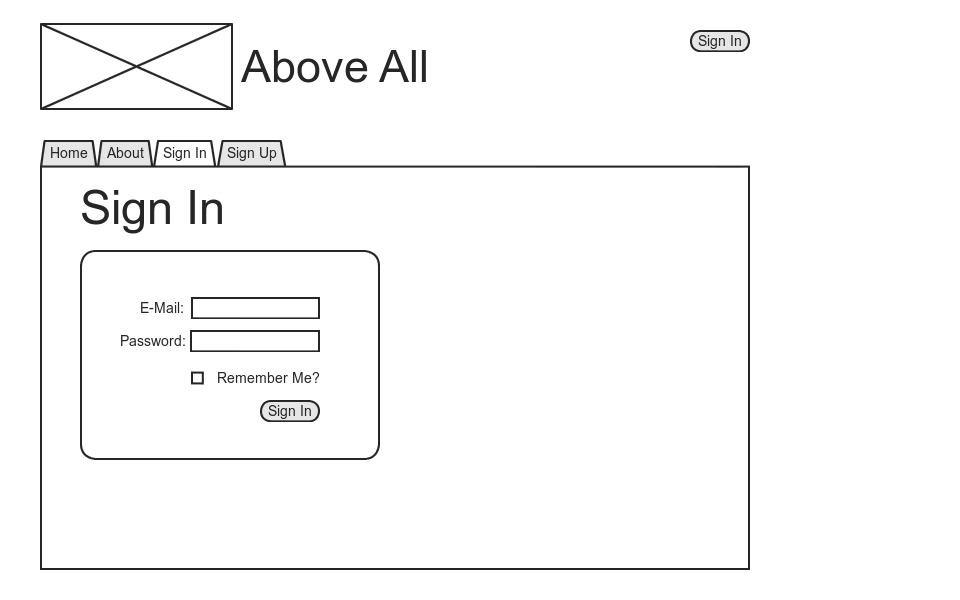 Above All
Sign In
Home
About
Sign In
Sign Up
Sign In
E-Mail:
Password:
Remember Me?
Sign In